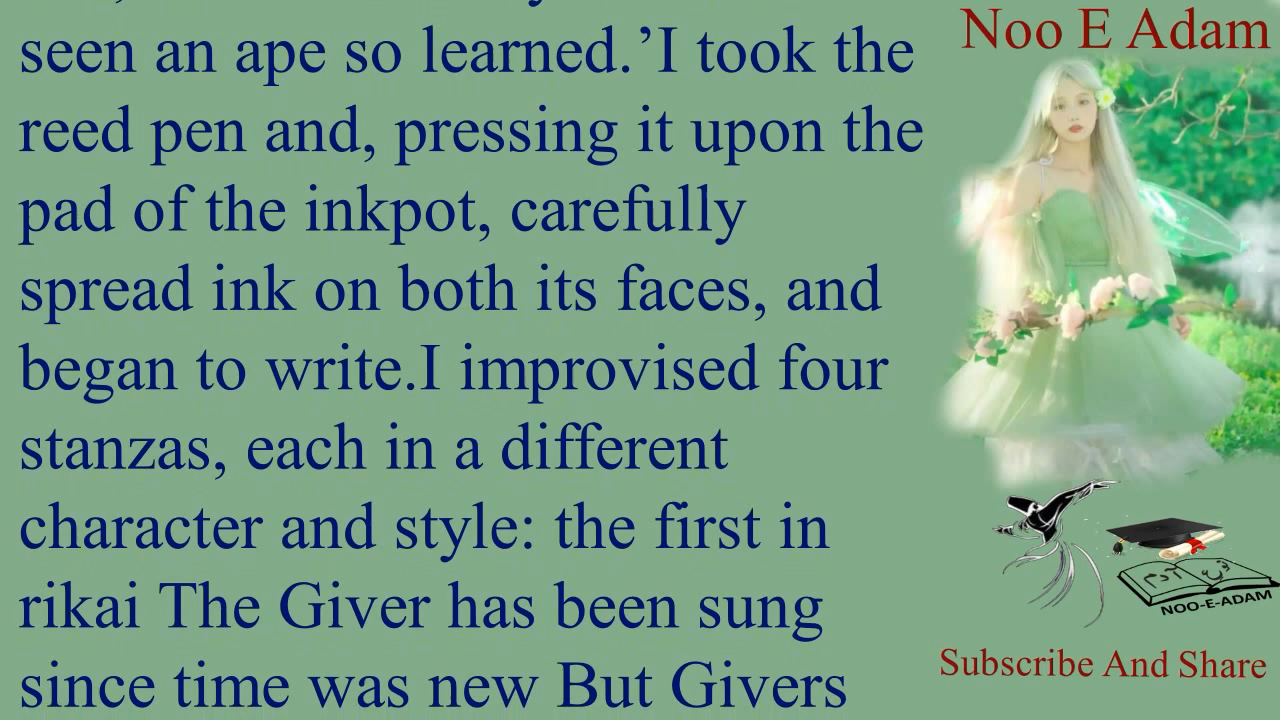 seen an ape so learned.’I took the
reed pen and, pressing it upon the
pad of the inkpot, carefully
spread ink on both its faces, and
began to write.I improvised four
stanzas, each in a different
character and style: the first in
rikai The Giver has been sung
since time was new But Givers
Noo E Adam
نوع
آدم
NOO-E-ADAM
Subscribe And Share